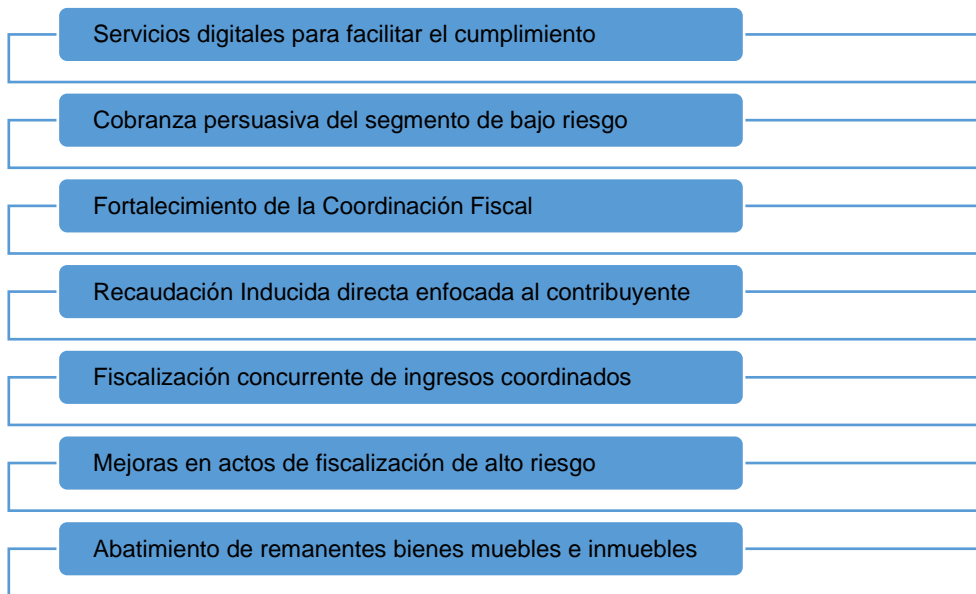 Servicios digitales para facilitar el cumplimiento
Cobranza persuasiva del segmento de bajo riesgo
Fortalecimiento de la Coordinación Fiscal
Recaudación Inducida directa enfocada al contribuyente
Fiscalización concurrente de ingresos coordinados
Mejoras en actos de fiscalización de alto riesgo
Abatimiento de remanentes bienes muebles e inmuebles